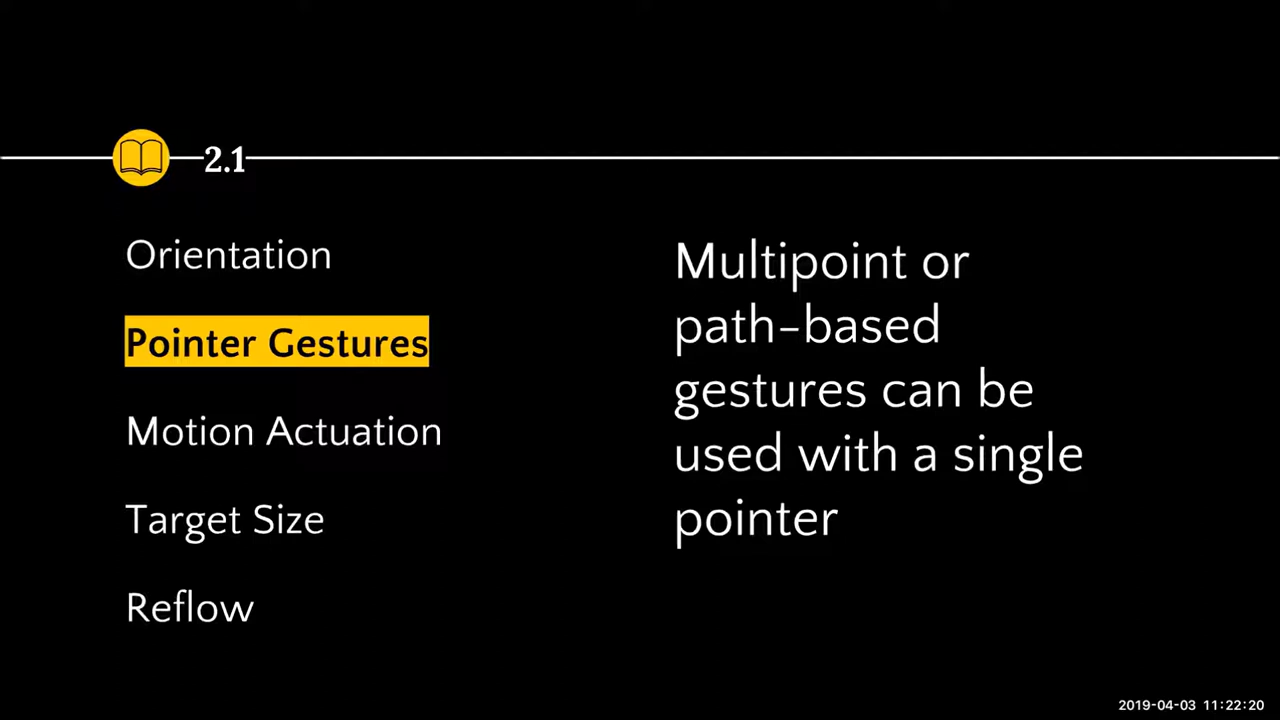 2.1
Orientation
Pointer Gestures
Motion Actuation
Target Size
Reflow
Multipoint or
path-based
gestures can be
used with a single
pointer
2019-04-03 11:22:20